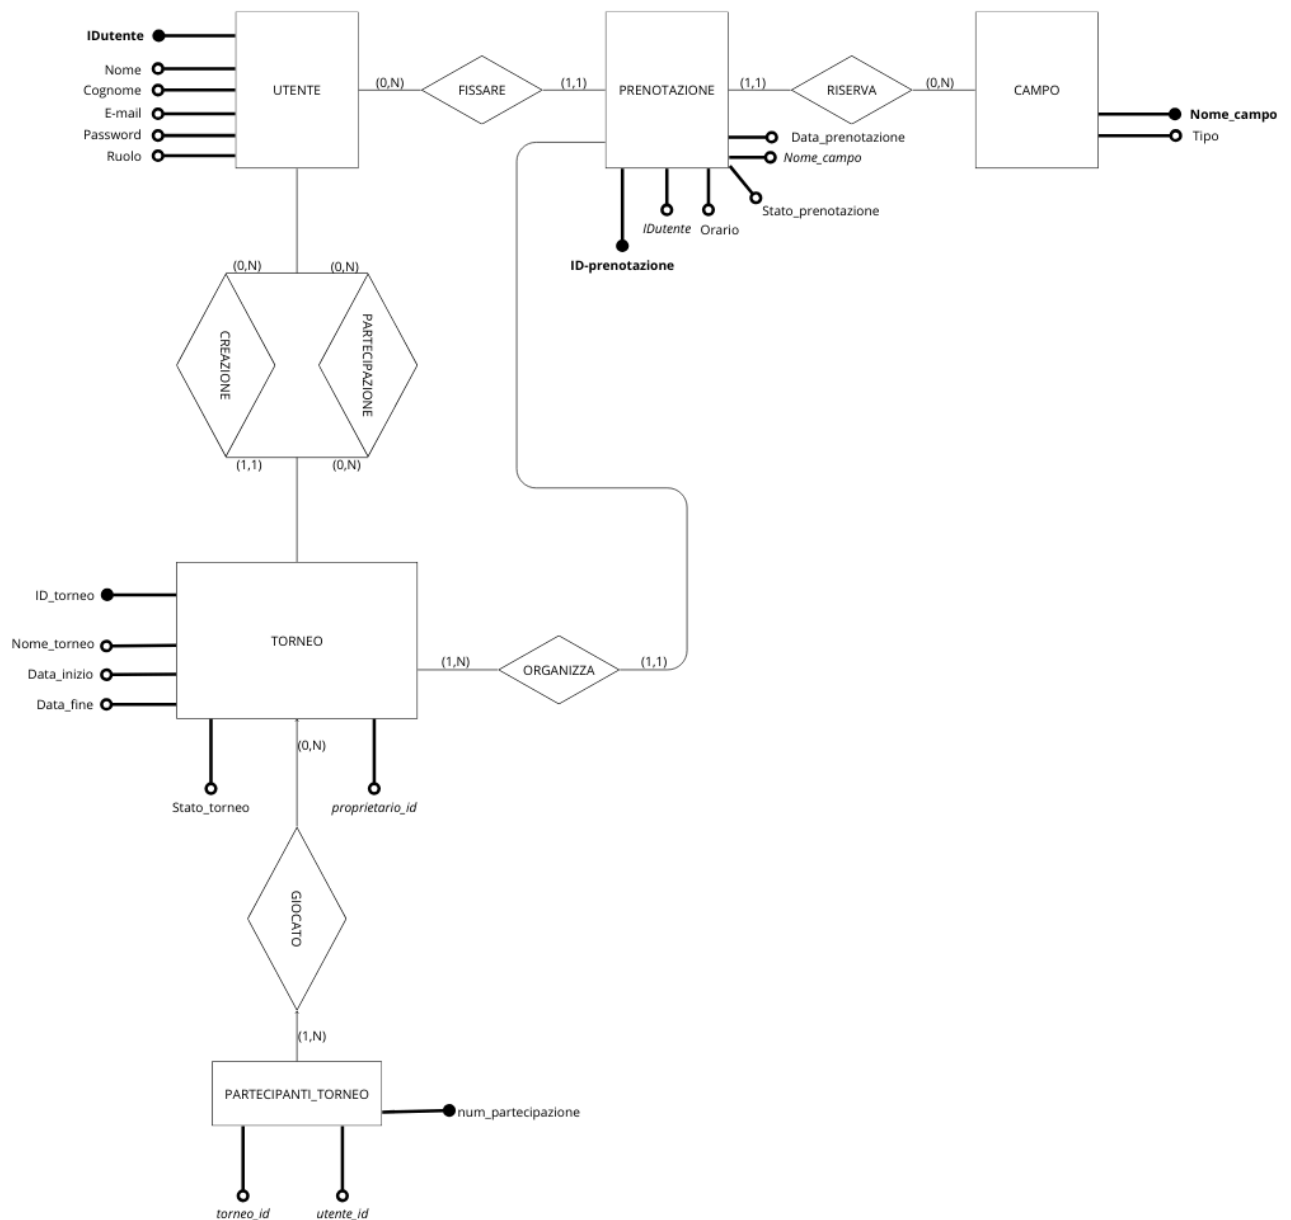 IDutente
Nome
Cognome
E-mail
Password
Ruolo
UTENTE
(0,N)
FISSARE
(1,1)
PRENOTAZIONE
(1,1)
RISERVA
(0,N)
CAMPO
Nome_campo
Tipo
Data_prenotazione
Nome_campo
Stato_prenotazione
IDutente
Orario
ID-prenotazione
(0,N)
(0,N)
CREAZIONE
PARTECIPAZIONE
(1,1)
(0,N)
ID_torneo
Nome_torneo
Data_inizio
Data_fine
TORNEO
(1,N)
ORGANIZZA
(1,1)
(0,N)
Stato_torneo
proprietario_id
GIOCATO
(1,N)
PARTECIPANTI_TORNEO
num_partecipazione
torneo_id
utente_id